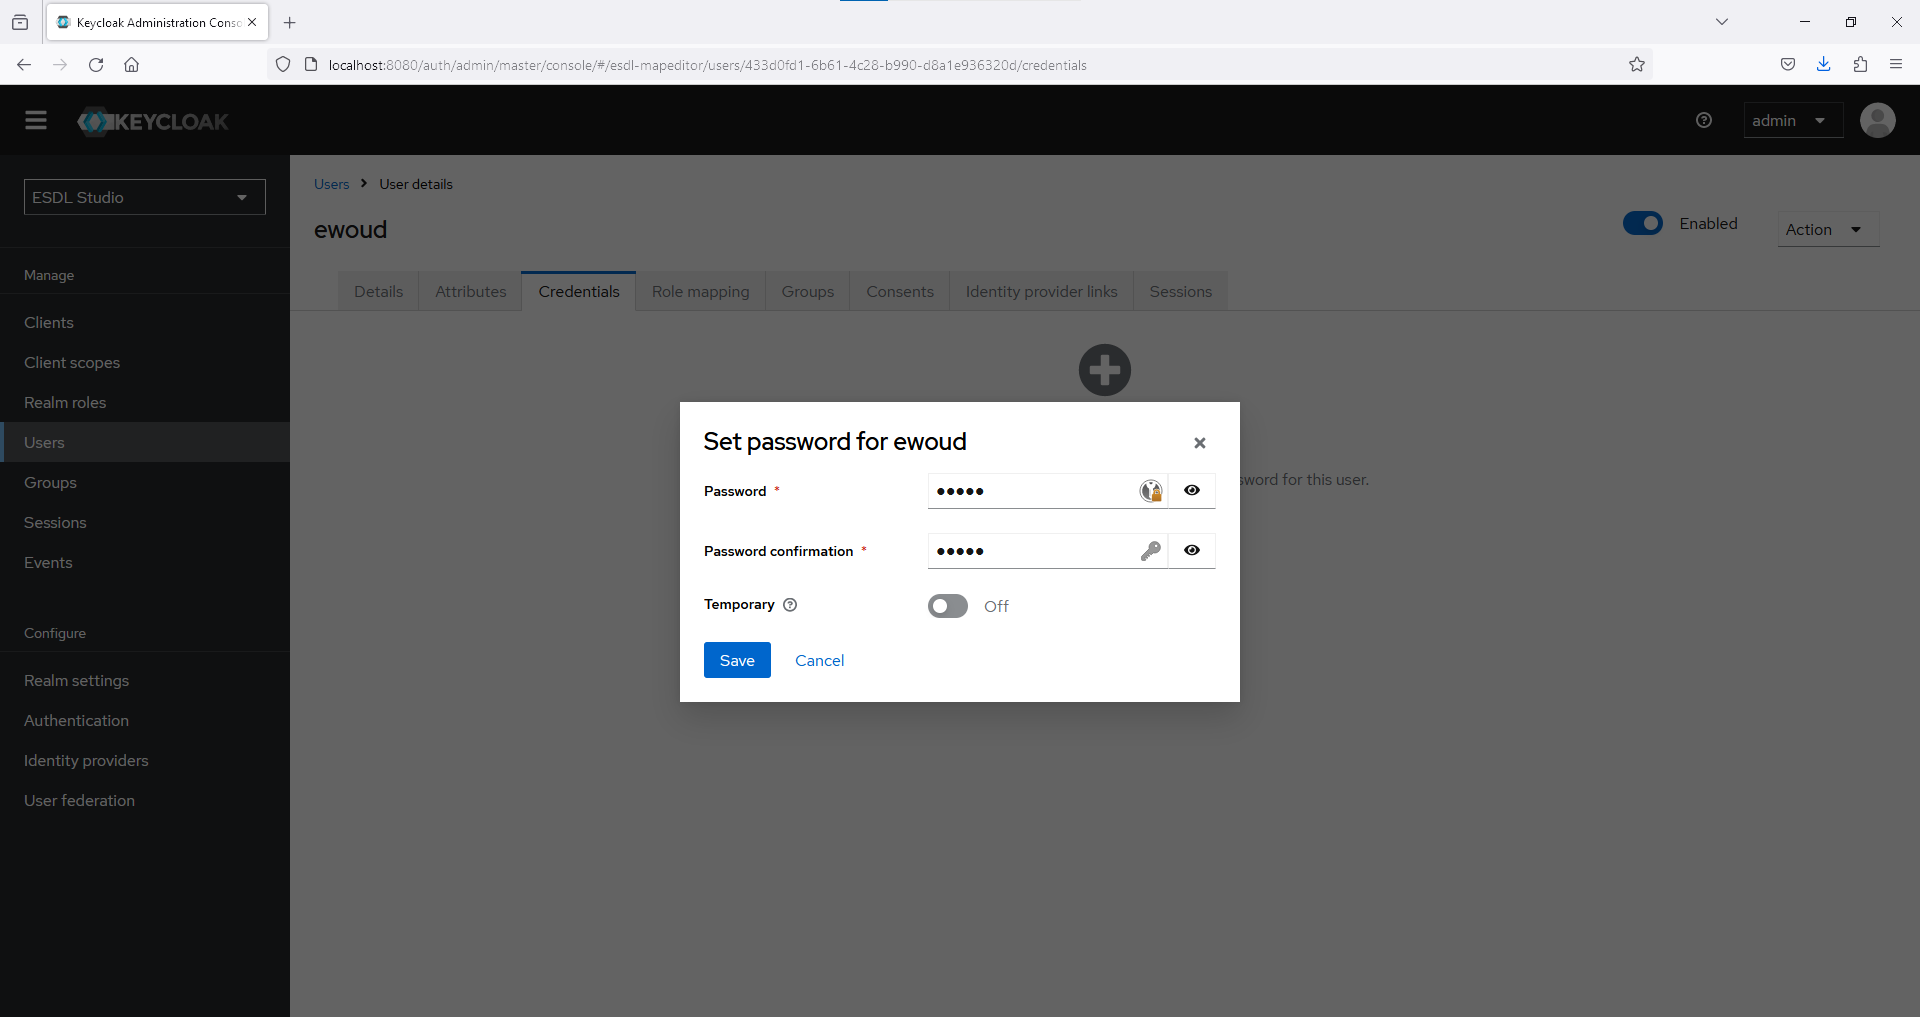 Keycloak Administration Conso
localhost:8080/auth/admin/master/console/#/esdl-mapeditor/users/433d0fd1-6b61-4c28-b990-d8a1e936320d/credentials
KEYCLOAK
admin
ESDL Studio
Manage
Clients
Client scopes
Realm roles
Users
Groups
Sessions
Events
Configure
Realm settings
Authentication
Identity providers
User federation
Users > User details
ewoud
Enabled
Action
Details
Attributes
Credentials
Role mapping
Groups
Consents
Identity provider links
Sessions
sword for this user.
Set password for ewoud
Password *
Password confirmation *
Temporary
Off
Save
Cancel